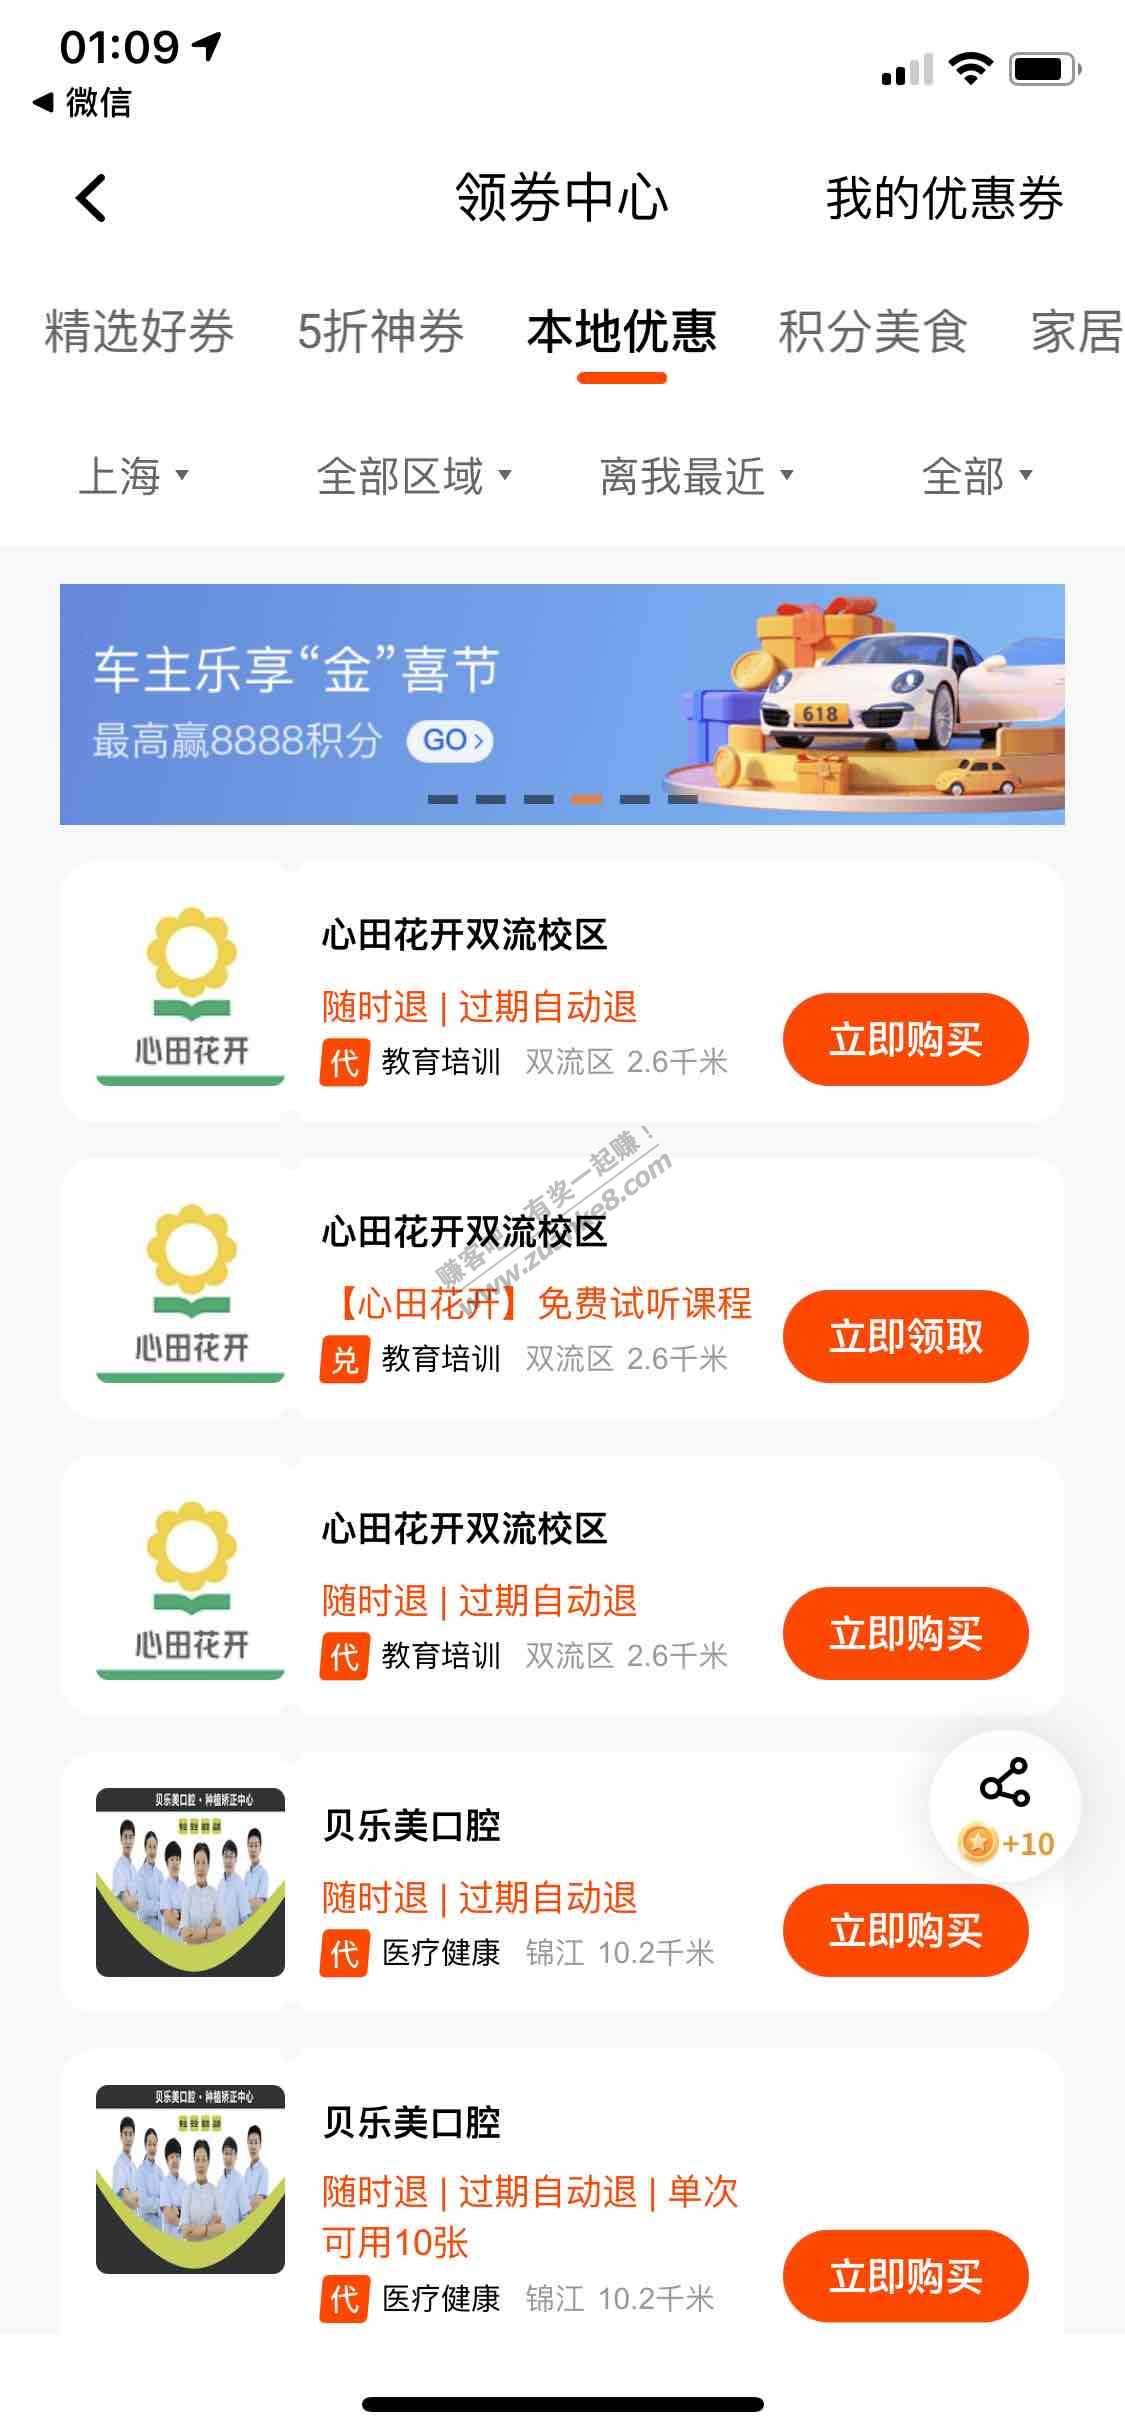 01:09
微信
领券中心 我的优惠券
精选好券 5折神券 本地优惠 积分美食 家居
上海 全部区域 离我最近 全部
车主乐享“金”喜节
最高赢8888积分 GO
618
心田花开双流校区
随时退 | 过期自动退
心田花开
代 教育培训 双流区 2.6千米
立即购买
赚客吧,有奖一起赚!
www.zuanke8.com
心田花开双流校区
【心田花开】免费试听课程
心田花开
兑 教育培训 双流区 2.6千米
立即领取
心田花开双流校区
随时退 | 过期自动退
心田花开
代 教育培训 双流区 2.6千米
立即购买
+10
贝乐美口腔·种植矫正中心
贝乐美口腔
随时退 | 过期自动退
代 医疗健康 锦江 10.2千米
立即购买
贝乐美口腔·种植矫正中心
贝乐美口腔
随时退 | 过期自动退 | 单次
可用10张
代 医疗健康 锦江 10.2千米
立即购买